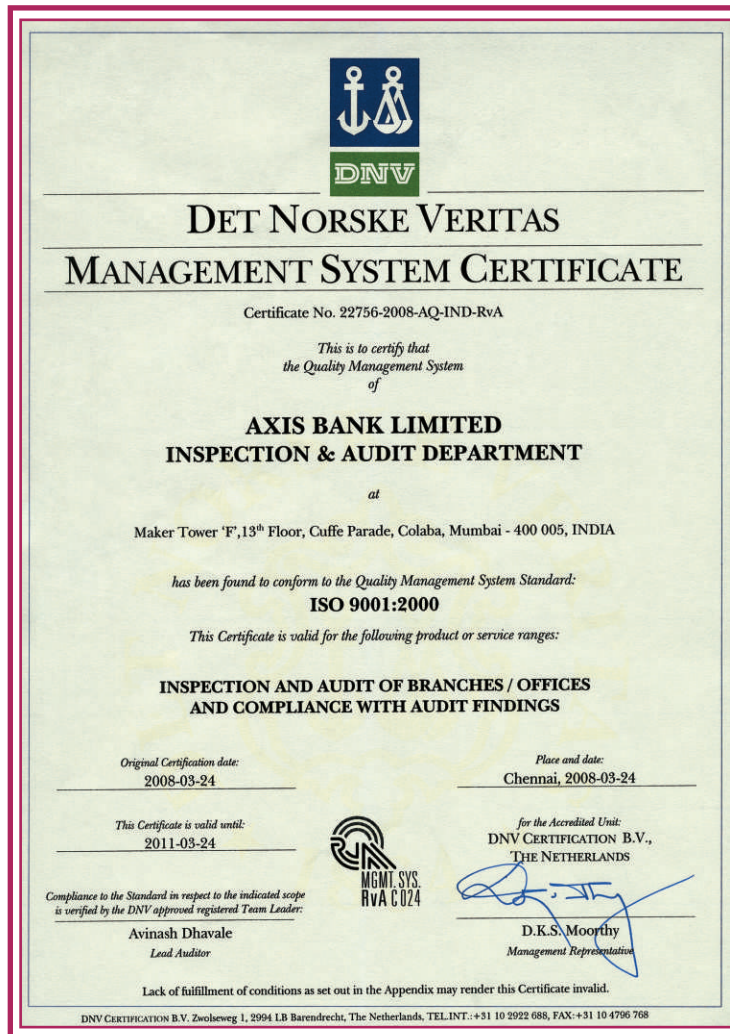 DNV
DET NORSKE VERITAS
MANAGEMENT SYSTEM CERTIFICATE
Certificate No. 22756-2008-AQ-IND-RvA
This is to certify that
the Quality Management System
of
AXIS BANK LIMITED
INSPECTION & AUDIT DEPARTMENT
at
Maker Tower ‘F’,13th Floor, Cuffe Parade, Colaba, Mumbai - 400 005, INDIA
has been found to conform to the Quality Management System Standard:
ISO 9001:2000
This Certificate is valid for the following product or service ranges:
INSPECTION AND AUDIT OF BRANCHES / OFFICES
AND COMPLIANCE WITH AUDIT FINDINGS
Original Certification date:
2008-03-24
Place and date:
Chennai, 2008-03-24
This Certificate is valid until:
2011-03-24
for the Accredited Unit:
DNV CERTIFICATION B.V.,
THE NETHERLANDS
MGMT. SYS.
RvA C 024
Compliance to the Standard in respect to the indicated scope
is verified by the DNV approved registered Team Leader:
Avinash Dhavale
Lead Auditor
D.K.S. Moorthy
Management Representative
Lack of fulfillment of conditions as set out in the Appendix may render this Certificate invalid.
DNV CERTIFICATION B.V. Zwolseweg 1, 2994 LB Barendrecht, The Netherlands, TEL.INT.:+31 10 2922 688, FAX:+31 10 4796 768